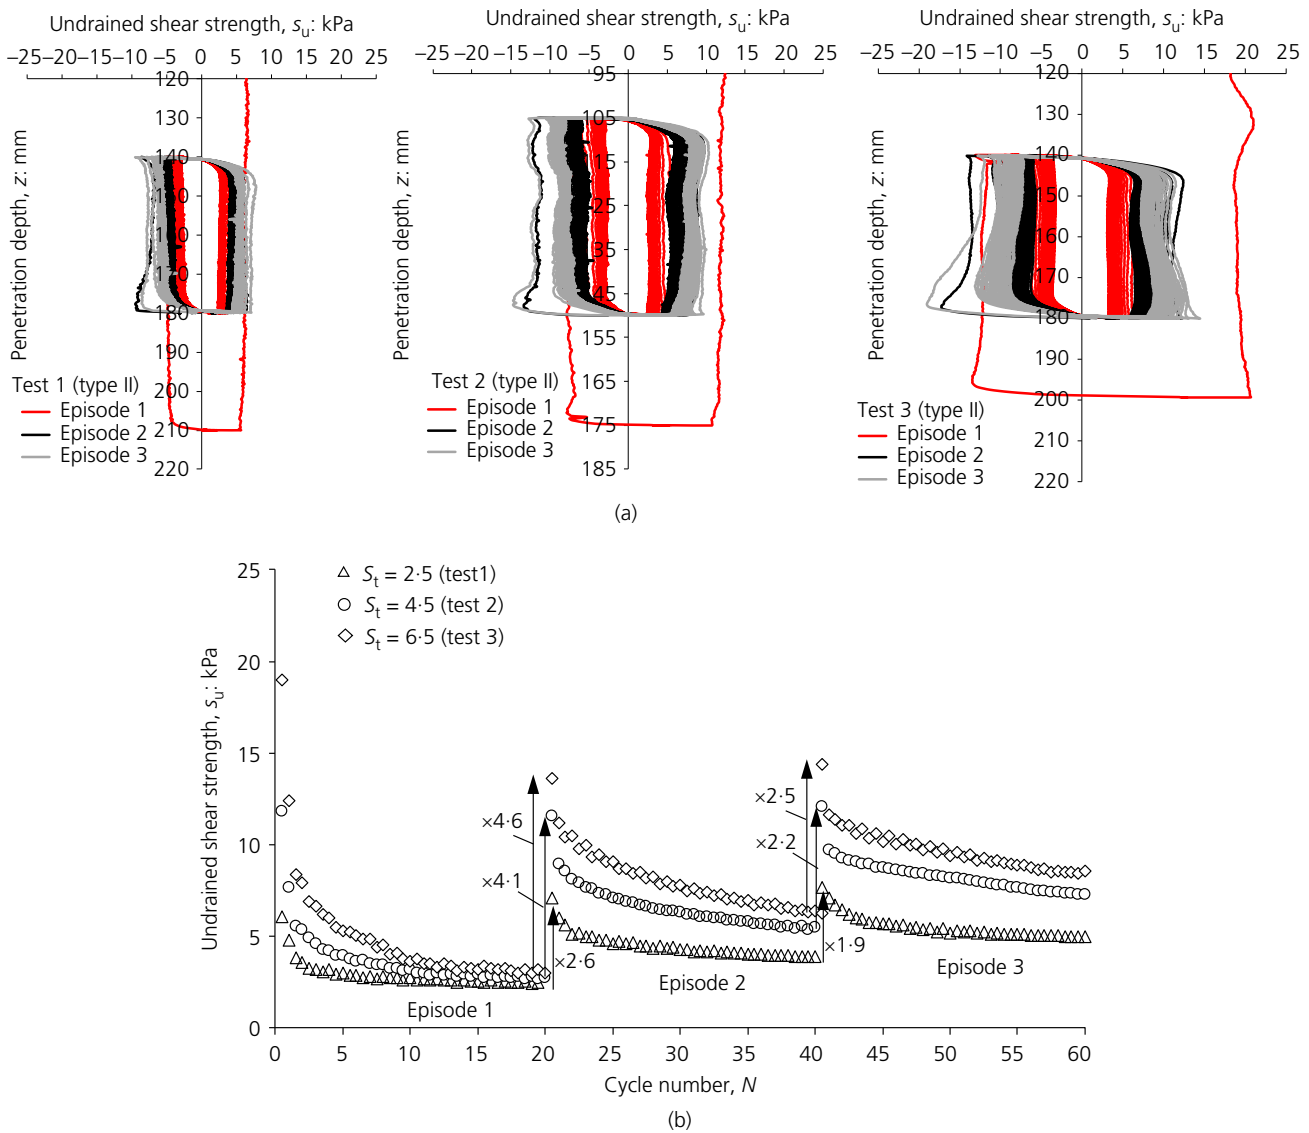 Undrained shear strength, su: kPa
−25 −20 −15 −10 −5 0 5 10 15 20 25
120
130
140
150
160
170
180
190
200
210
220
Penetration depth, z: mm
Test 1 (type II)
Episode 1
Episode 2
Episode 3
Undrained shear strength, su: kPa
−25 −20 −15 −10 −5 0 5 10 15 20 25
95
105
115
125
135
145
155
165
175
185
Penetration depth, z: mm
Test 2 (type II)
Episode 1
Episode 2
Episode 3
Undrained shear strength, su: kPa
−25 −20 −15 −10 −5 0 5 10 15 20 25
120
130
140
150
160
170
180
190
200
210
220
Penetration depth, z: mm
Test 3 (type II)
Episode 1
Episode 2
Episode 3
(a)
St = 2·5 (test1)
St = 4·5 (test 2)
St = 6·5 (test 3)
Undrained shear strength, su: kPa
25
20
15
10
5
0
×4·6
×4·1
×2·6
×2·5
×2·2
×1·9
Episode 1
Episode 2
Episode 3
0 5 10 15 20 25 30 35 40 45 50 55 60
Cycle number, N
(b)